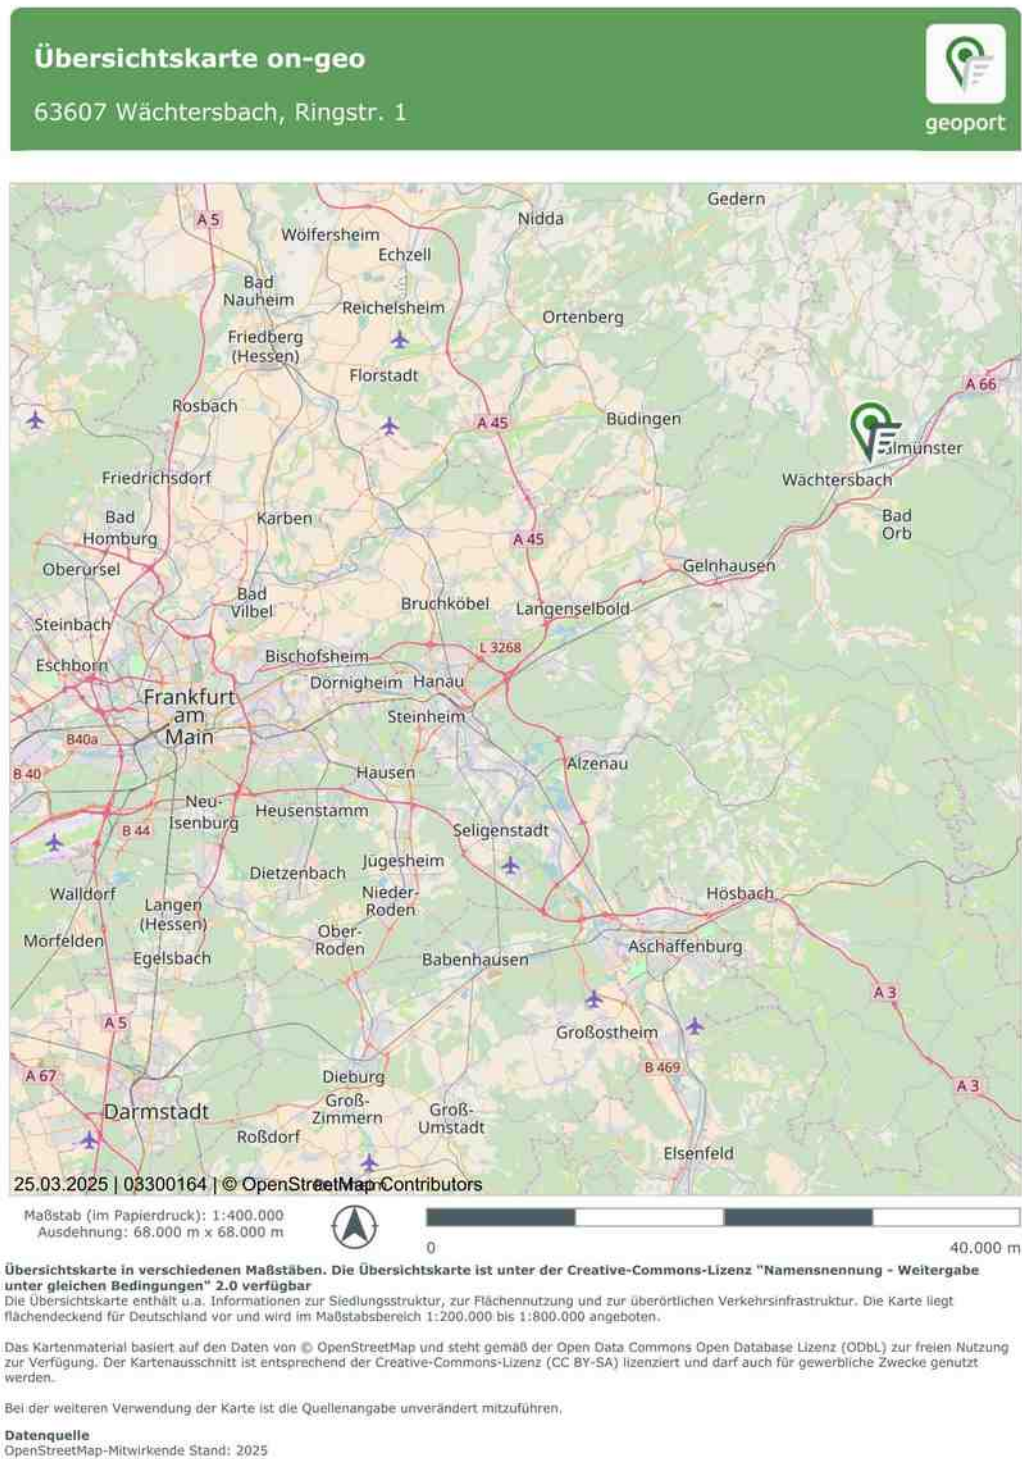 Übersichtskarte on-geo
63607 Wächtersbach, Ringstr. 1
geoport
Gedern
A 5
Nidda
Wölfersheim
Echzell
Bad
Nauheim
Reichelsheim
Ortenberg
Friedberg
(Hessen)
Florstadt
A 66
Rosbach
Büdingen
A 45
almünster
Friedrichsdorf
Wächtersbach
Bad
Orb
Bad
Homburg
Karben
A 45
Oberursel
Gelnhausen
Bad
Vilbel
Bruchköbel
Langenselbold
Steinbach
L 3268
Bischofsheim
Eschborn
Dörnigheim
Hanau
Frankfurt
am
Main
Steinheim
B40a
Alzenau
B 40
Hausen
Neu-
Isenburg
Heusenstamm
B 44
Seligenstadt
Jügesheim
Dietzenbach
Walldorf
Nieder-
Roden
Hösbach
Langen
(Hessen)
Ober-
Roden
Mörfelden
Aschaffenburg
Egelsbach
Babenhausen
A 3
A 5
Großostheim
B 469
A 67
Dieburg
A 3
Groß-
Zimmern
Darmstadt
Groß-
Umstadt
Roßdorf
Elsenfeld
25.03.2025 | 03300164 | © OpenStreetMap Contributors
Maßstab (im Papierdruck): 1:400.000
Ausdehnung: 68.000 m x 68.000 m
0
40.000 m
Übersichtskarte in verschiedenen Maßstäben. Die Übersichtskarte ist unter der Creative-Commons-Lizenz "Namensnennung - Weitergabe
unter gleichen Bedingungen" 2.0 verfügbar
Die Übersichtskarte enthält u.a. Informationen zur Siedlungsstruktur, zur Flächennutzung und zur überörtlichen Verkehrsinfrastruktur. Die Karte liegt
flächendeckend für Deutschland vor und wird im Maßstabsbereich 1:200.000 bis 1:800.000 angeboten.
Das Kartenmaterial basiert auf den Daten von © OpenStreetMap und steht gemäß der Open Data Commons Open Database Lizenz (ODbL) zur freien Nutzung
zur Verfügung. Der Kartenausschnitt ist entsprechend der Creative-Commons-Lizenz (CC BY-SA) lizenziert und darf auch für gewerbliche Zwecke genutzt
werden.
Bei der weiteren Verwendung der Karte ist die Quellenangabe unverändert mitzuführen.
Datenquelle
OpenStreetMap-Mitwirkende Stand: 2025